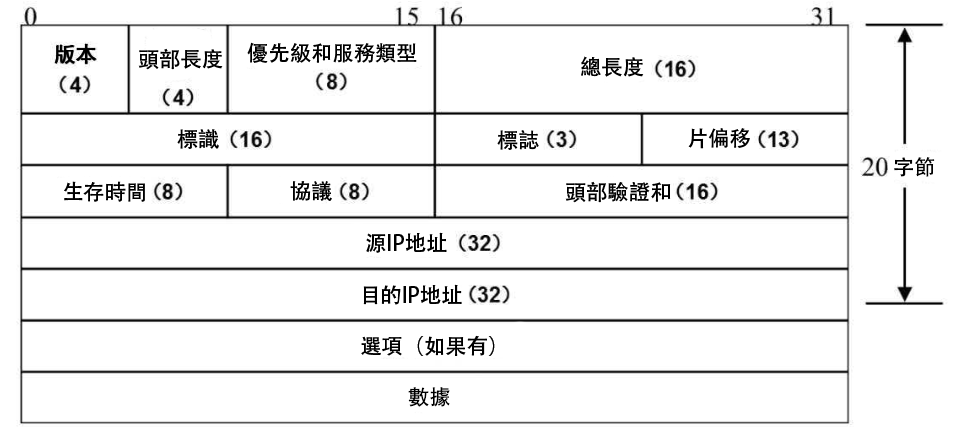 0 15 16 31
版本 頭部長度 優先級和服務類型 總長度（16）
（4） （4） （8）
標識（16） 標誌（3） 片偏移（13）
20 字節
生存時間（8） 協議（8） 頭部驗證和（16）
源IP地址（32）
目的IP地址（32）
選項（如果有）
數據